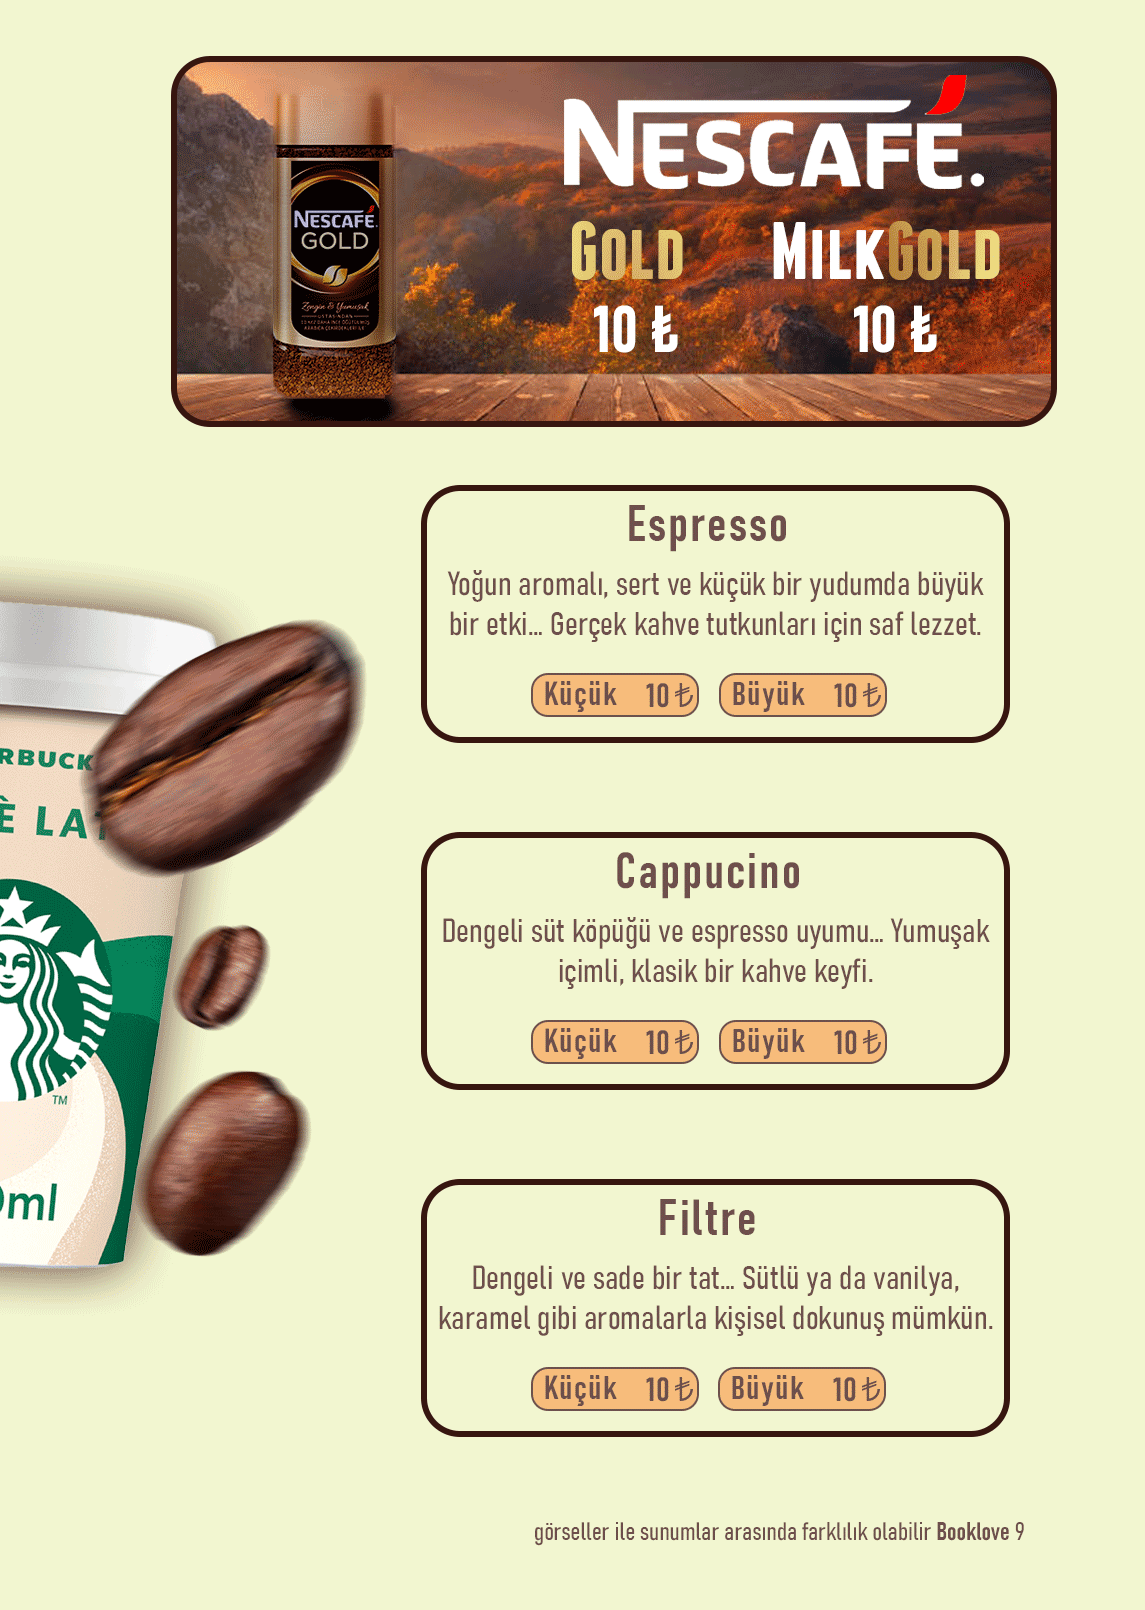 NESCAFÉ.
GOLD MILKGOLD
10 ₺ 10 ₺
NESCAFÉ.
GOLD
Zengin & Yumuşak
Espresso
Yoğun aromalı, sert ve küçük bir yudumda büyük
bir etki... Gerçek kahve tutkunları için saf lezzet.
Küçük 10 ₺ Büyük 10 ₺
RBUCK
È LAT
TM
0ml
Cappucino
Dengeli süt köpüğü ve espresso uyumu... Yumuşak
içimli, klasik bir kahve keyfi.
Küçük 10 ₺ Büyük 10 ₺
Filtre
Dengeli ve sade bir tat... Sütlü ya da vanilya,
karamel gibi aromalarla kişisel dokunuş mümkün.
Küçük 10 ₺ Büyük 10 ₺
görseller ile sunumlar arasında farklılık olabilir Booklove 9